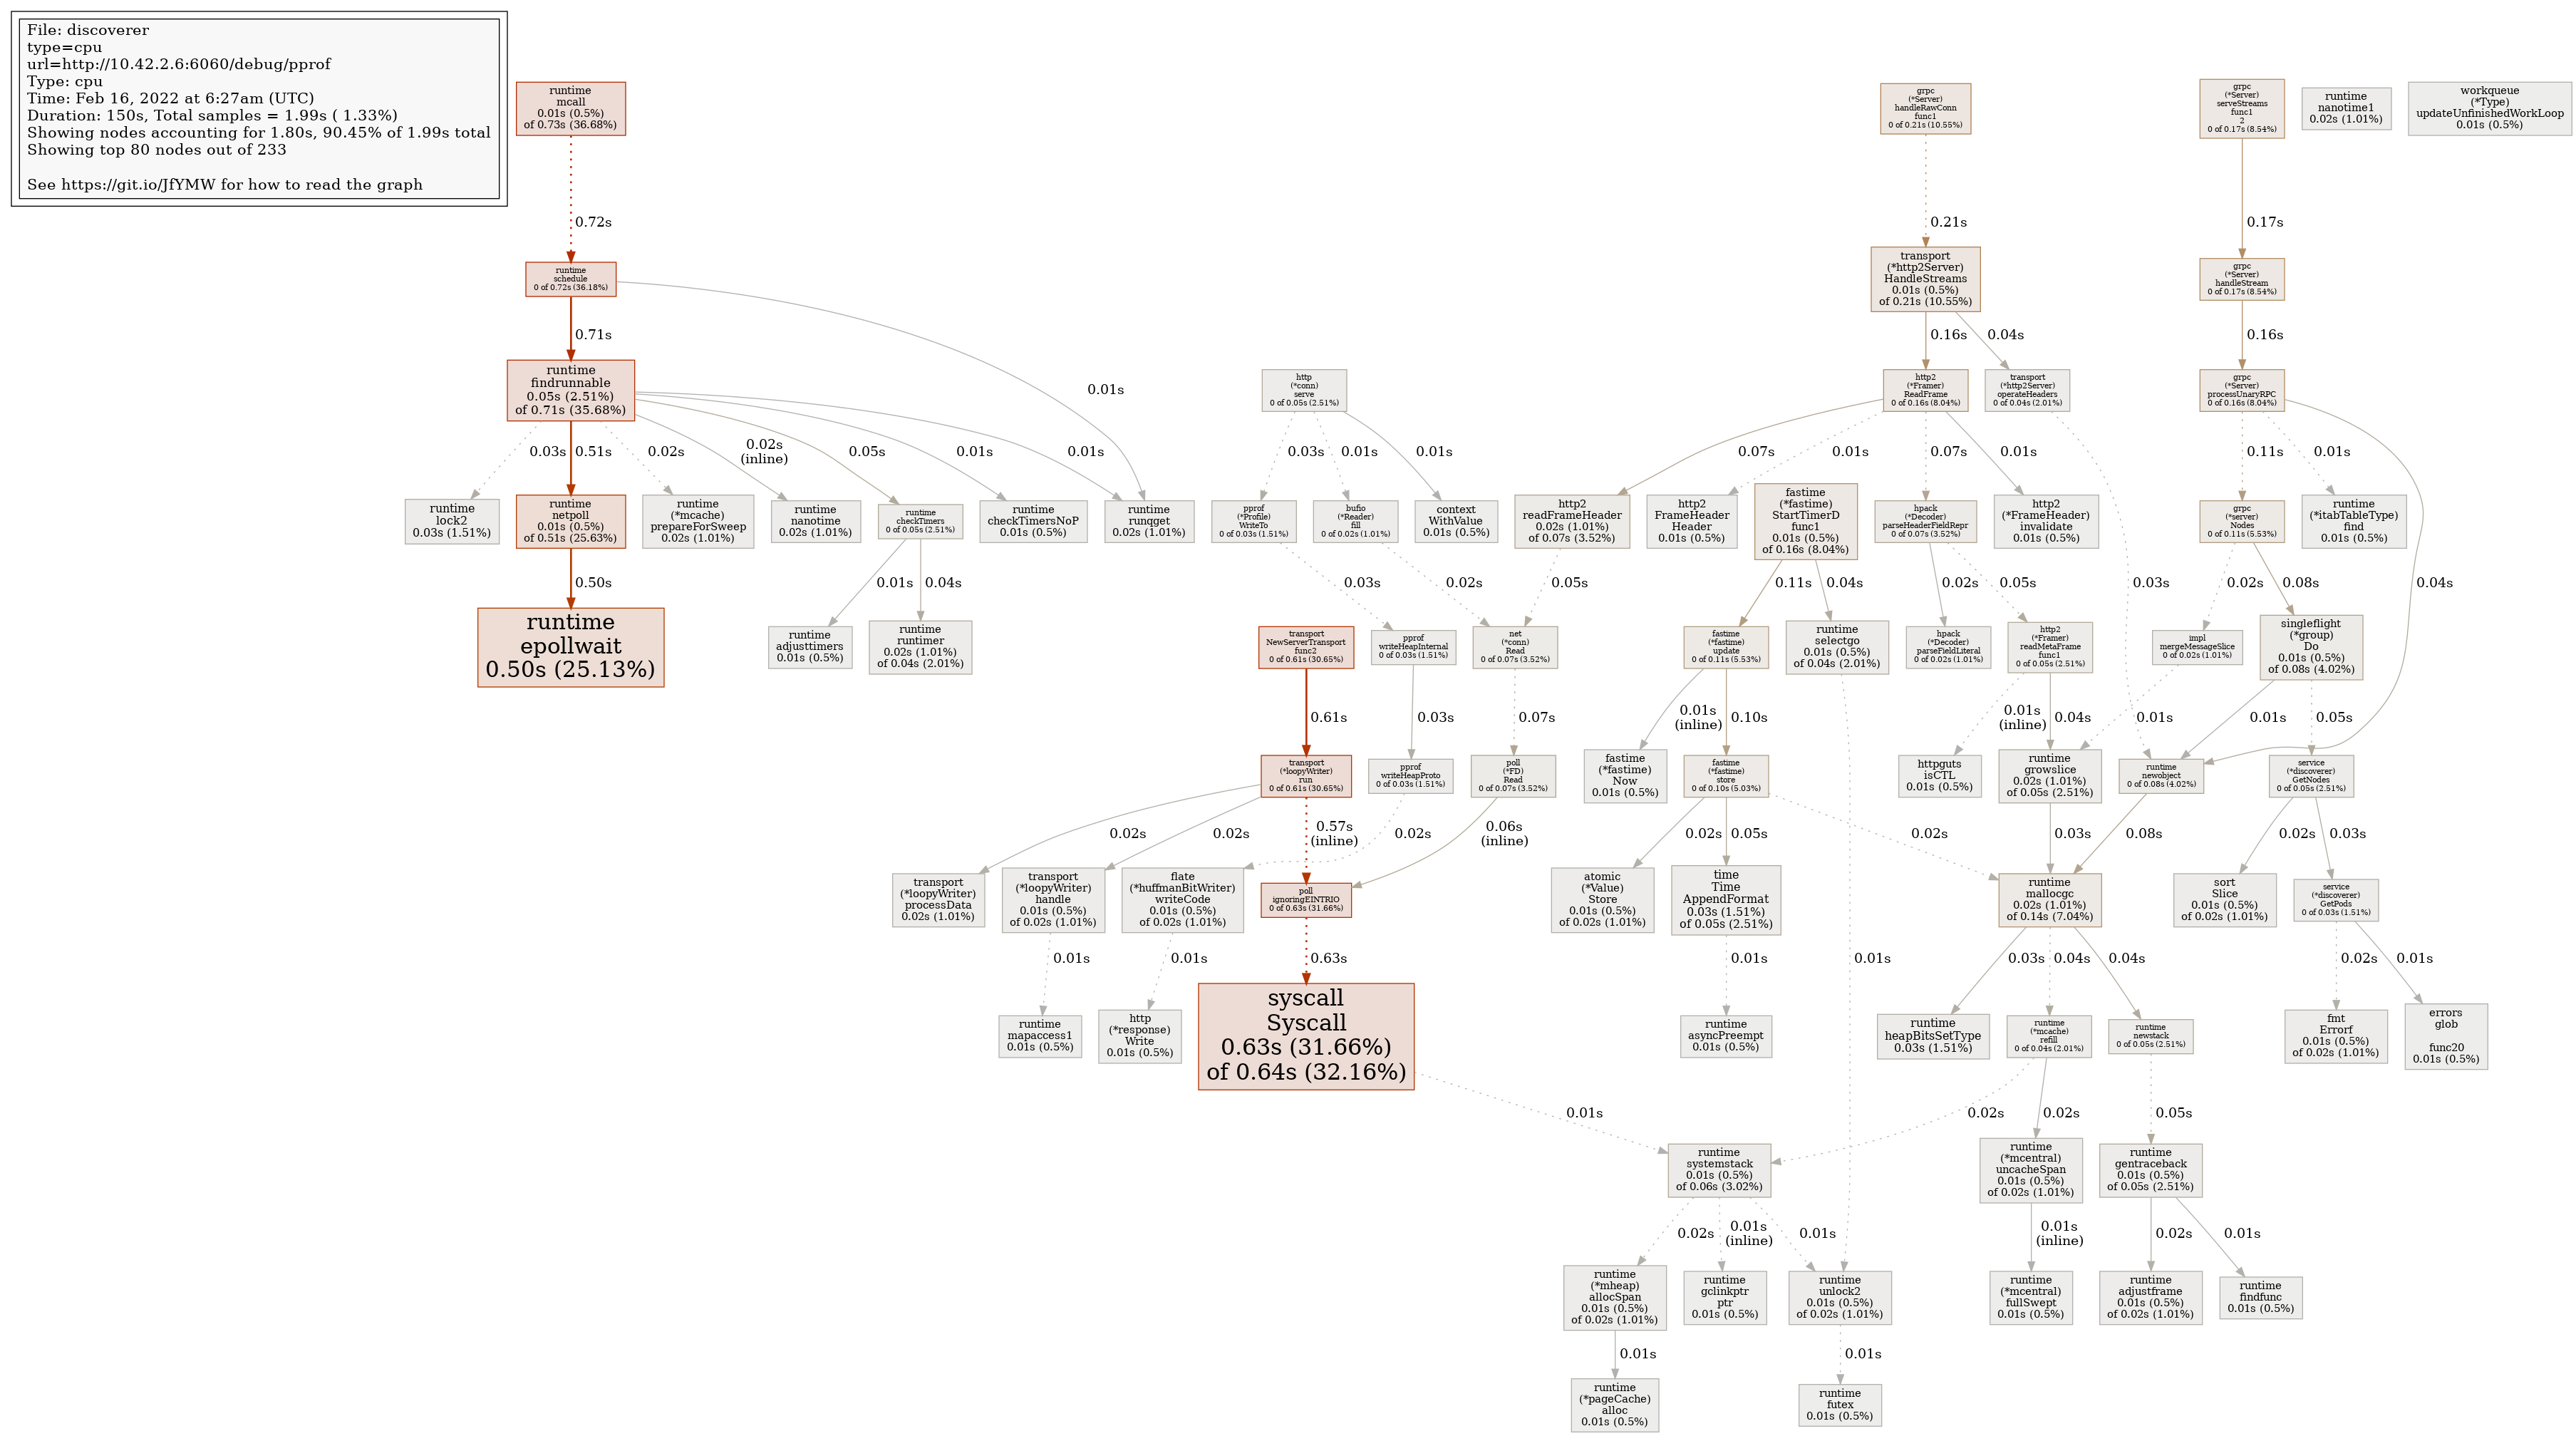 File: discoverer
type=cpu
url=http://10.42.2.6:6060/debug/pprof
Type: cpu
Time: Feb 16, 2022 at 6:27am (UTC)
Duration: 150s, Total samples = 1.99s ( 1.33%)
Showing nodes accounting for 1.80s, 90.45% of 1.99s total
Showing top 80 nodes out of 233
See https://git.io/JfYMW for how to read the graph
runtime
mcall
0.01s (0.5%)
of 0.73s (36.68%)
grpc
(*Server)
handleRawConn
func1
0 of 0.21s (10.55%)
grpc
(*Server)
serveStreams
func1
2
0 of 0.17s (8.54%)
runtime
nanotime1
0.02s (1.01%)
workqueue
(*Type)
updateUnfinishedWorkLoop
0.01s (0.5%)
0.72s
0.21s
0.17s
runtime
schedule
0 of 0.72s (36.18%)
transport
(*http2Server)
HandleStreams
0.01s (0.5%)
of 0.21s (10.55%)
grpc
(*Server)
handleStream
0 of 0.17s (8.54%)
0.71s
0.01s
0.16s
0.04s
0.16s
runtime
findrunnable
0.05s (2.51%)
of 0.71s (35.68%)
http
(*conn)
serve
0 of 0.05s (2.51%)
http2
(*Framer)
ReadFrame
0 of 0.16s (8.04%)
transport
(*http2Server)
operateHeaders
0 of 0.04s (2.01%)
grpc
(*Server)
processUnaryRPC
0 of 0.16s (8.04%)
0.03s
0.51s
0.02s
0.02s
(inline)
0.05s
0.01s
0.01s
0.03s
0.01s
0.01s
0.07s
0.01s
0.07s
0.01s
0.03s
0.11s
0.01s
0.04s
runtime
lock2
0.03s (1.51%)
runtime
netpoll
0.01s (0.5%)
of 0.51s (25.63%)
runtime
(*mcache)
prepareForSweep
0.02s (1.01%)
runtime
nanotime
0.02s (1.01%)
runtime
checkTimers
0 of 0.05s (2.51%)
runtime
checkTimersNoP
0.01s (0.5%)
runtime
runqget
0.02s (1.01%)
pprof
(*Profile)
WriteTo
0 of 0.03s (1.51%)
bufio
(*Reader)
fill
0 of 0.02s (1.01%)
context
WithValue
0.01s (0.5%)
http2
readFrameHeader
0.02s (1.01%)
of 0.07s (3.52%)
http2
FrameHeader
Header
0.01s (0.5%)
fastime
(*fastime)
StartTimerD
func1
0.01s (0.5%)
of 0.16s (8.04%)
hpack
(*Decoder)
parseHeaderFieldRepr
0 of 0.07s (3.52%)
http2
(*FrameHeader)
invalidate
0.01s (0.5%)
grpc
(*server)
Nodes
0 of 0.11s (5.53%)
runtime
(*itabTableType)
find
0.01s (0.5%)
0.50s
0.01s
0.04s
0.03s
0.02s
0.05s
0.11s
0.04s
0.02s
0.05s
0.02s
0.08s
runtime
epollwait
0.50s (25.13%)
runtime
adjusttimers
0.01s (0.5%)
runtime
runtimer
0.02s (1.01%)
of 0.04s (2.01%)
transport
NewServerTransport
func2
0 of 0.61s (30.65%)
pprof
writeHeapInternal
0 of 0.03s (1.51%)
net
(*conn)
Read
0 of 0.07s (3.52%)
fastime
(*fastime)
update
0 of 0.11s (5.53%)
runtime
selectgo
0.01s (0.5%)
of 0.04s (2.01%)
hpack
(*Decoder)
parseFieldLiteral
0 of 0.02s (1.01%)
http2
(*Framer)
readMetaFrame
func1
0 of 0.05s (2.51%)
impl
mergeMessageSlice
0 of 0.02s (1.01%)
singleflight
(*group)
Do
0.01s (0.5%)
of 0.08s (4.02%)
0.61s
0.03s
0.07s
0.01s
(inline)
0.10s
0.01s
(inline)
0.04s
0.01s
0.01s
0.05s
transport
(*loopyWriter)
run
0 of 0.61s (30.65%)
pprof
writeHeapProto
0 of 0.03s (1.51%)
poll
(*FD)
Read
0 of 0.07s (3.52%)
fastime
(*fastime)
Now
0.01s (0.5%)
fastime
(*fastime)
store
0 of 0.10s (5.03%)
httpguts
isCTL
0.01s (0.5%)
runtime
growslice
0.02s (1.01%)
of 0.05s (2.51%)
runtime
newobject
0 of 0.08s (4.02%)
service
(*discoverer)
GetNodes
0 of 0.05s (2.51%)
0.02s
0.02s
0.57s
(inline)
0.02s
0.06s
(inline)
0.02s
0.05s
0.02s
0.03s
0.08s
0.02s
0.03s
transport
(*loopyWriter)
processData
0.02s (1.01%)
transport
(*loopyWriter)
handle
0.01s (0.5%)
of 0.02s (1.01%)
flate
(*huffmanBitWriter)
writeCode
0.01s (0.5%)
of 0.02s (1.01%)
poll
ignoringEINTRIO
0 of 0.63s (31.66%)
atomic
(*Value)
Store
0.01s (0.5%)
of 0.02s (1.01%)
time
Time
AppendFormat
0.03s (1.51%)
of 0.05s (2.51%)
runtime
mallocgc
0.02s (1.01%)
of 0.14s (7.04%)
sort
Slice
0.01s (0.5%)
of 0.02s (1.01%)
service
(*discoverer)
GetPods
0 of 0.03s (1.51%)
0.01s
0.01s
0.63s
0.01s
0.01s
0.03s
0.04s
0.04s
0.02s
0.01s
runtime
mapaccess1
0.01s (0.5%)
http
(*response)
Write
0.01s (0.5%)
syscall
Syscall
0.63s (31.66%)
of 0.64s (32.16%)
runtime
asyncPreempt
0.01s (0.5%)
runtime
heapBitsSetType
0.03s (1.51%)
runtime
(*mcache)
refill
0 of 0.04s (2.01%)
runtime
newstack
0 of 0.05s (2.51%)
fmt
Errorf
0.01s (0.5%)
of 0.02s (1.01%)
errors
glob
func20
0.01s (0.5%)
0.01s
0.02s
0.02s
0.05s
runtime
systemstack
0.01s (0.5%)
of 0.06s (3.02%)
runtime
(*mcentral)
uncacheSpan
0.01s (0.5%)
of 0.02s (1.01%)
runtime
gentraceback
0.01s (0.5%)
of 0.05s (2.51%)
0.02s
0.01s
(inline)
0.01s
0.01s
(inline)
0.02s
0.01s
runtime
(*mheap)
allocSpan
0.01s (0.5%)
of 0.02s (1.01%)
runtime
gclinkptr
ptr
0.01s (0.5%)
runtime
unlock2
0.01s (0.5%)
of 0.02s (1.01%)
runtime
(*mcentral)
fullSwept
0.01s (0.5%)
runtime
adjustframe
0.01s (0.5%)
of 0.02s (1.01%)
runtime
findfunc
0.01s (0.5%)
0.01s
0.01s
runtime
(*pageCache)
alloc
0.01s (0.5%)
runtime
futex
0.01s (0.5%)